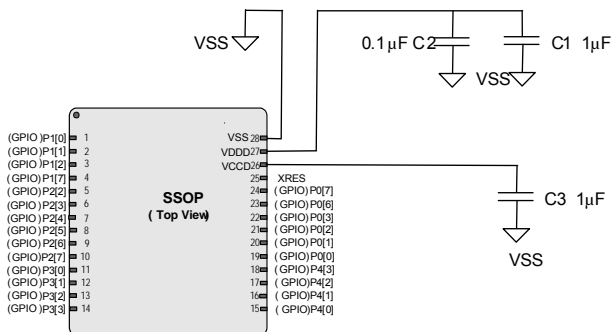 VSS
0.1µF C2
C1 1µF
VSS
(GPIO)P1[0] 1
VSS 28
(GPIO)P1[1] 2
VDDD 27
(GPIO)P1[2] 3
VCCD 26
(GPIO)P1[7] 4
25 XRES
(GPIO)P2[2] 5
24 (GPIO)P0[7]
(GPIO)P2[3] 6
23 (GPIO)P0[6]
(GPIO)P2[4] 7
22 (GPIO)P0[3]
(GPIO)P2[5] 8
21 (GPIO)P0[2]
(GPIO)P2[6] 9
20 (GPIO)P0[1]
(GPIO)P2[7] 10
19 (GPIO)P0[0]
(GPIO)P3[0] 11
18 (GPIO)P4[3]
(GPIO)P3[1] 12
17 (GPIO)P4[2]
(GPIO)P3[2] 13
16 (GPIO)P4[1]
(GPIO)P3[3] 14
15 (GPIO)P4[0]
SSOP
(Top View)
C3 1µF
VSS